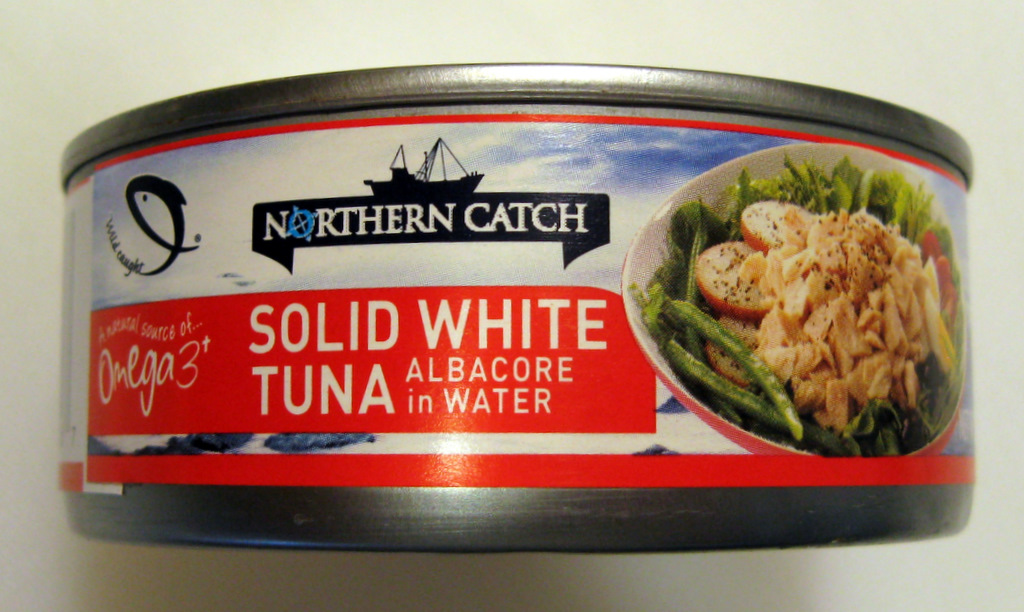 NORTHERN CATCH
Wild caught
®
A natural source of...
Omega3†
SOLID WHITE
TUNA ALBACORE
in WATER